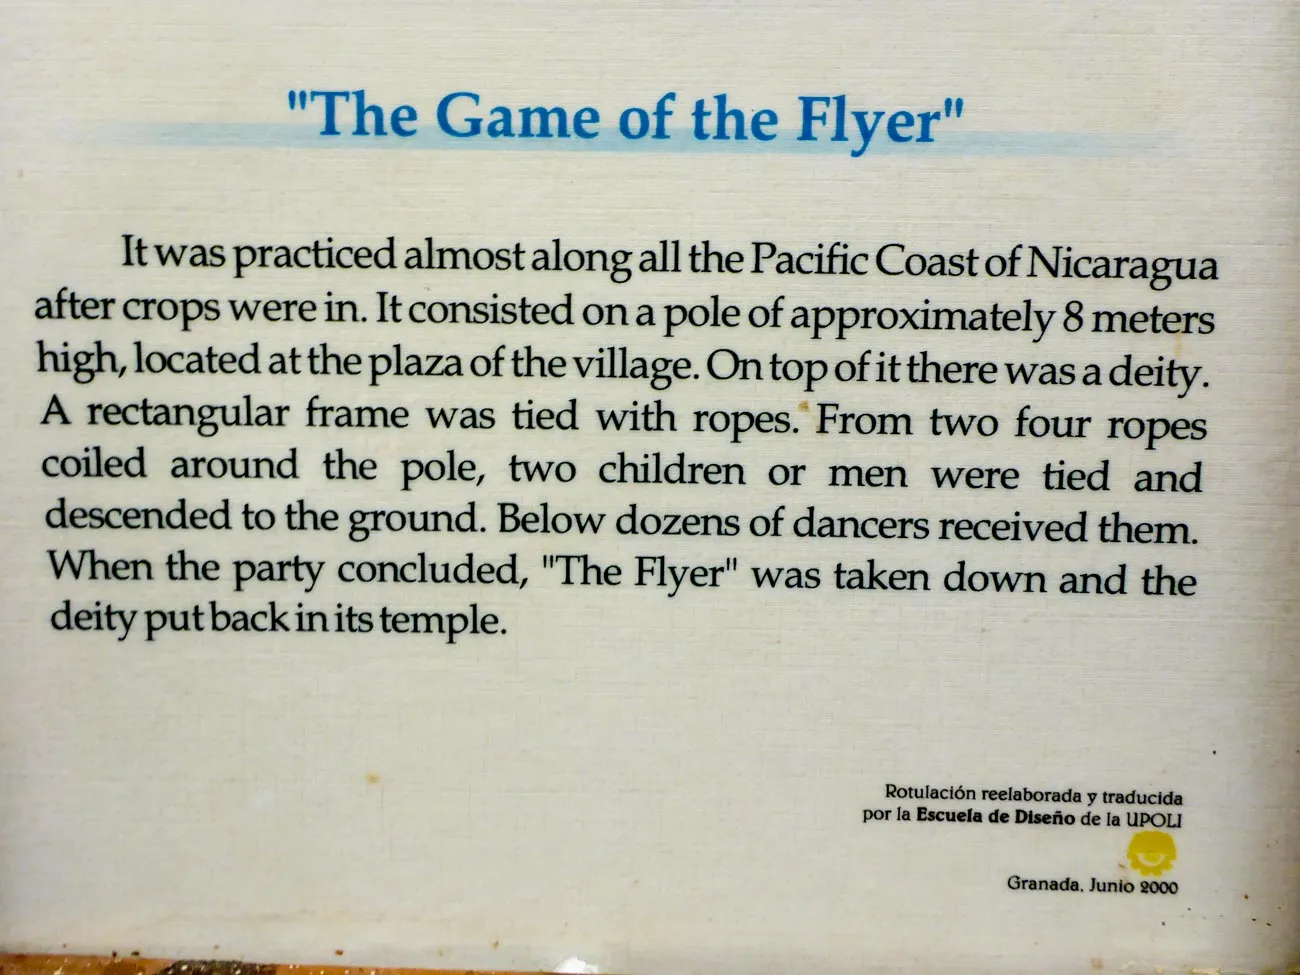 "The Game of the Flyer"
It was practiced almost along all the Pacific Coast of Nicaragua
after crops were in. It consisted on a pole of approximately 8 meters
high, located at the plaza of the village. On top of it there was a deity.
A rectangular frame was tied with ropes. From two four ropes
coiled around the pole, two children or men were tied and
descended to the ground. Below dozens of dancers received them.
When the party concluded, "The Flyer" was taken down and the
deity put back in its temple.
Rotulación reelaborada y traducida
por la Escuela de Diseño de la UPOLI
Granada. Junio 2000